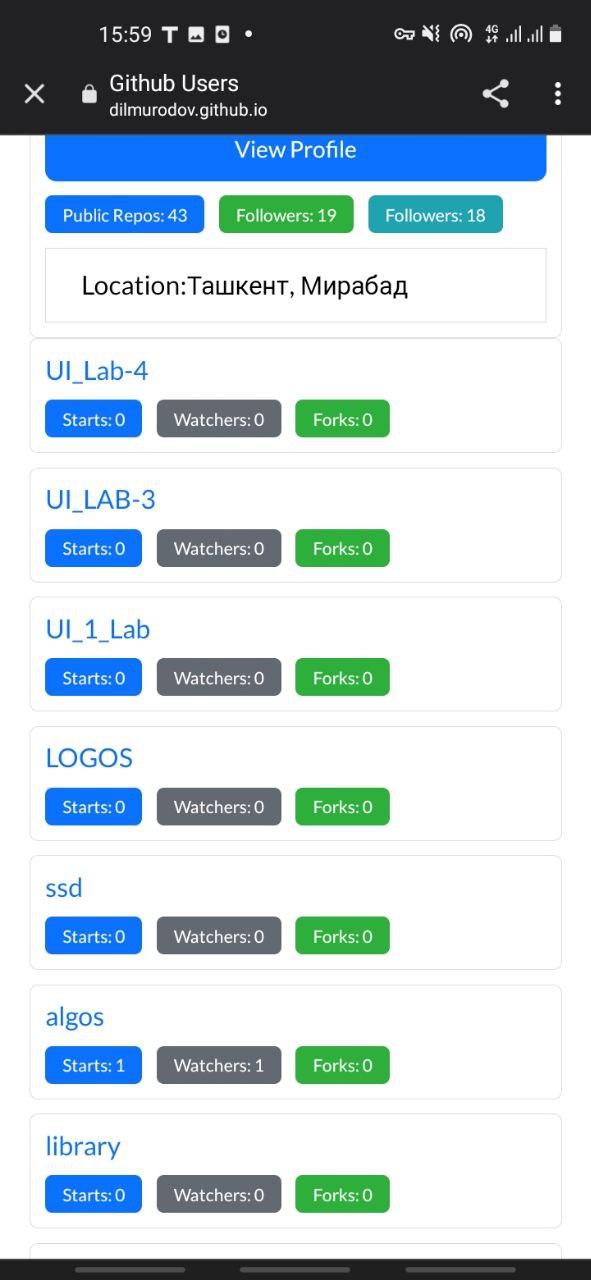 15:59
Github Users
dilmurodov.github.io
4G
View Profile
Public Repos: 43 Followers: 19 Followers: 18
Location:Ташкент, Мирабад
UI_Lab-4
Starts: 0 Watchers: 0 Forks: 0
UI_LAB-3
Starts: 0 Watchers: 0 Forks: 0
UI_1_Lab
Starts: 0 Watchers: 0 Forks: 0
LOGOS
Starts: 0 Watchers: 0 Forks: 0
ssd
Starts: 0 Watchers: 0 Forks: 0
algos
Starts: 1 Watchers: 1 Forks: 0
library
Starts: 0 Watchers: 0 Forks: 0